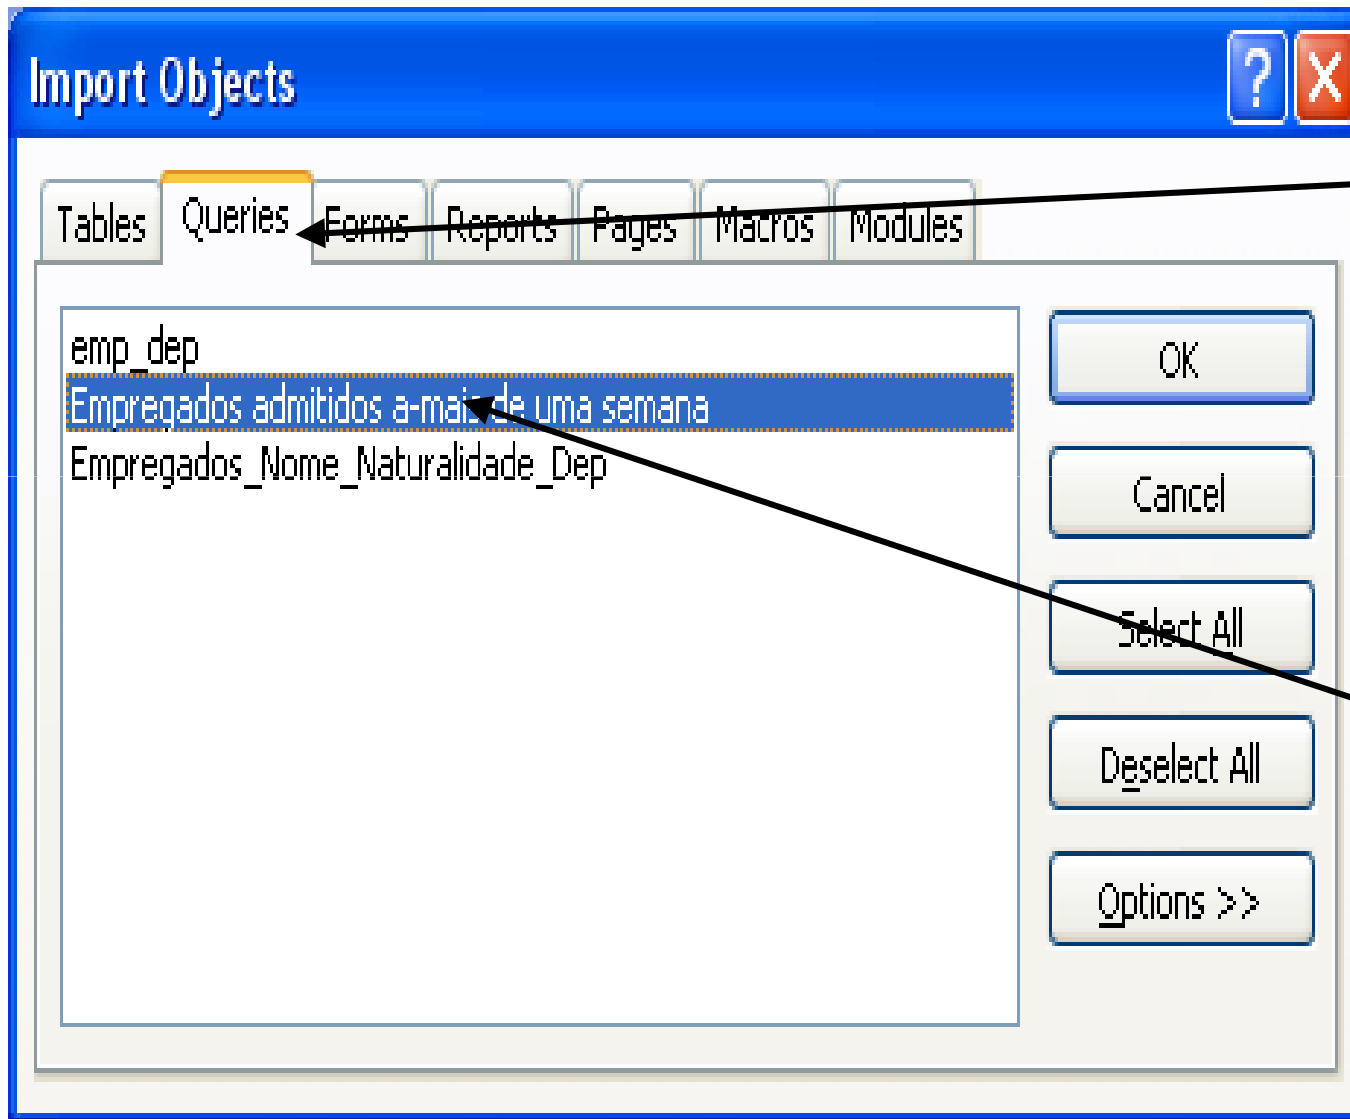 Import Objects
?
X
Tables Queries Forms Reports Pages Macros Modules
emp_dep
Empregados admitidos a-mais de uma semana
Empregados_Nome_Naturalidade_Dep
OK
Cancel
Select All
Deselect All
Options >>